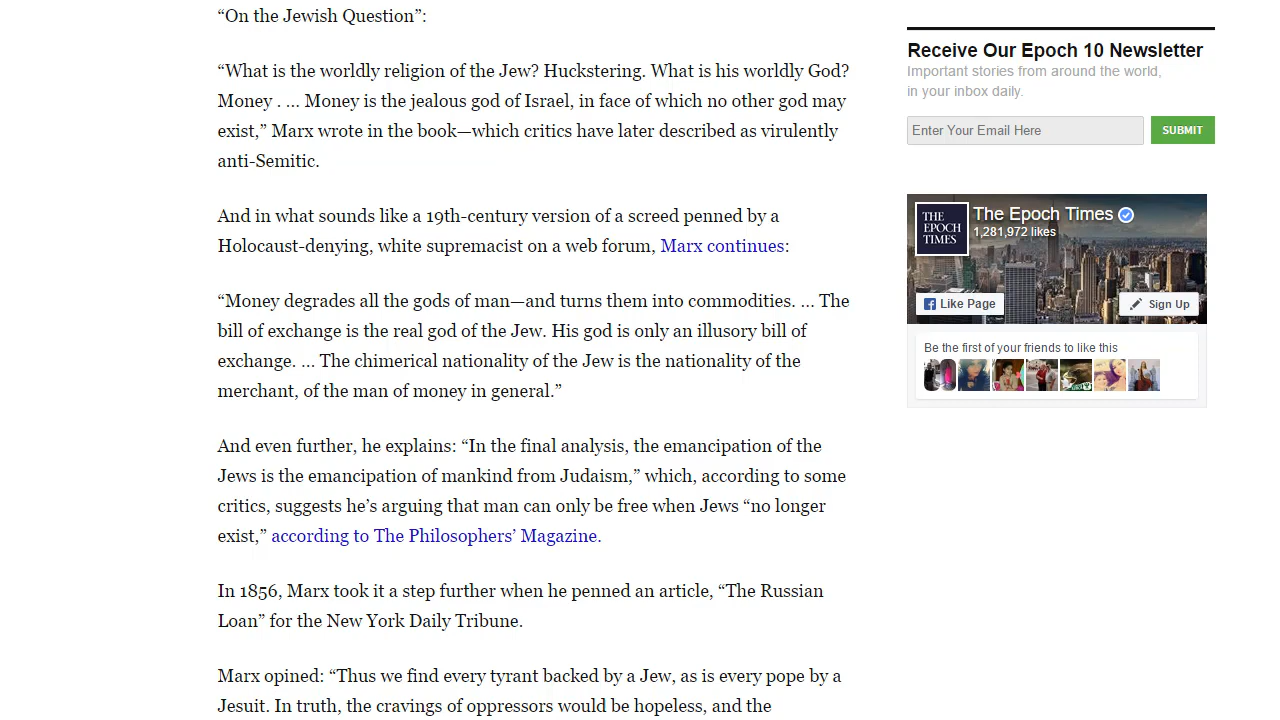 “On the Jewish Question”:
“What is the worldly religion of the Jew? Huckstering. What is his worldly God?
Money . … Money is the jealous god of Israel, in face of which no other god may
exist,” Marx wrote in the book—which critics have later described as virulently
anti-Semitic.
And in what sounds like a 19th-century version of a screed penned by a
Holocaust-denying, white supremacist on a web forum, Marx continues:
“Money degrades all the gods of man—and turns them into commodities. … The
bill of exchange is the real god of the Jew. His god is only an illusory bill of
exchange. … The chimerical nationality of the Jew is the nationality of the
merchant, of the man of money in general.”
And even further, he explains: “In the final analysis, the emancipation of the
Jews is the emancipation of mankind from Judaism,” which, according to some
critics, suggests he’s arguing that man can only be free when Jews “no longer
exist,” according to The Philosophers’ Magazine.
In 1856, Marx took it a step further when he penned an article, “The Russian
Loan” for the New York Daily Tribune.
Marx opined: “Thus we find every tyrant backed by a Jew, as is every pope by a
Jesuit. In truth, the cravings of oppressors would be hopeless, and the
Receive Our Epoch 10 Newsletter
Important stories from around the world,
in your inbox daily.
Enter Your Email Here
SUBMIT
THE
EPOCH
TIMES
The Epoch Times
1,281,972 likes
Like Page
Sign Up
Be the first of your friends to like this